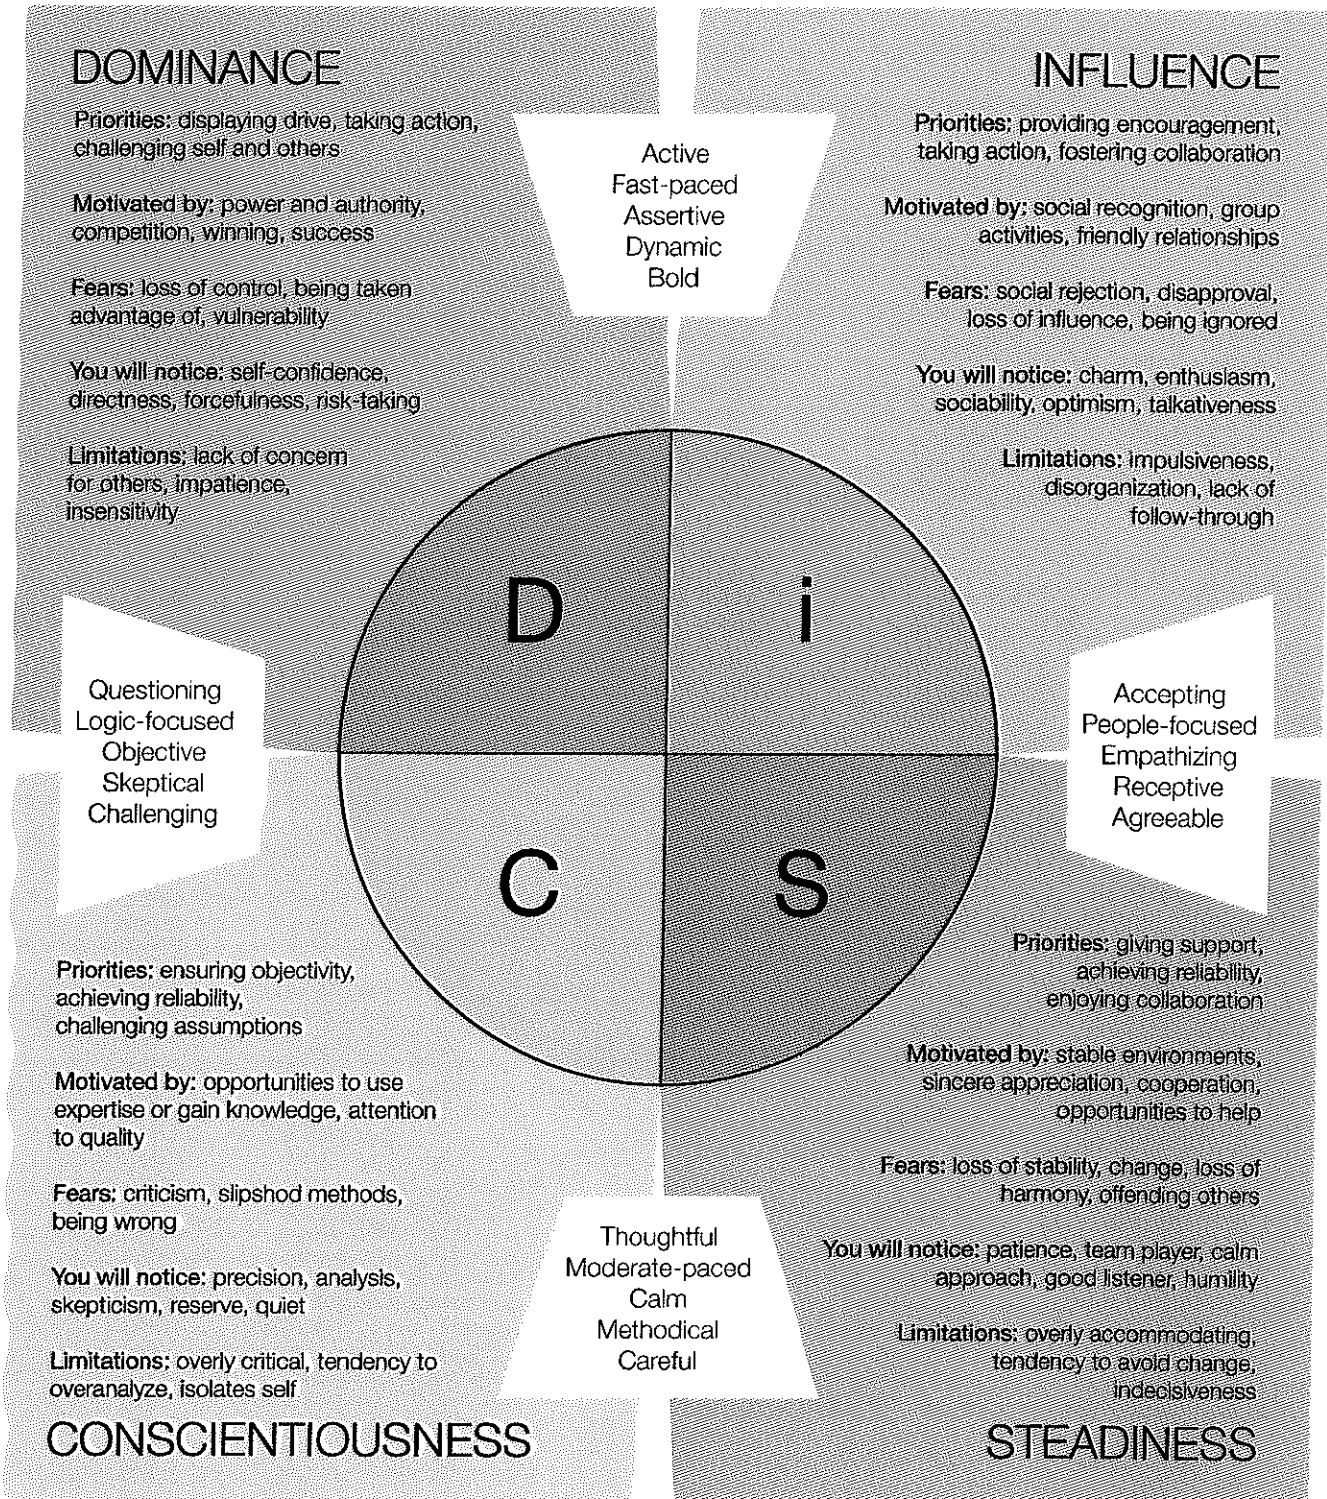 DOMINANCE
Priorities: displaying drive, taking action,
challenging self and others
Motivated by: power and authority,
competition, winning, success
Fears: loss of control, being taken
advantage of, vulnerability
You will notice: self-confidence,
directness, forcefulness, risk-taking
Limitations: lack of concern
for others, impatience,
insensitivity
Active
Fast-paced
Assertive
Dynamic
Bold
INFLUENCE
Priorities: providing encouragement,
taking action, fostering collaboration
Motivated by: social recognition, group
activities, friendly relationships
Fears: social rejection, disapproval,
loss of influence, being ignored
You will notice: charm, enthusiasm,
sociability, optimism, talkativeness
Limitations: impulsiveness,
disorganization, lack of
follow-through
D
i
Questioning
Logic-focused
Objective
Skeptical
Challenging
Accepting
People-focused
Empathizing
Receptive
Agreeable
C
S
Priorities: ensuring objectivity,
achieving reliability,
challenging assumptions
Motivated by: opportunities to use
expertise or gain knowledge, attention
to quality
Fears: criticism, slipshod methods,
being wrong
You will notice: precision, analysis,
skepticism, reserve, quiet
Limitations: overly critical, tendency to
overanalyze, isolates self
CONSCIENTIOUSNESS
Thoughtful
Moderate-paced
Calm
Methodical
Careful
Priorities: giving support,
achieving reliability,
enjoying collaboration
Motivated by: stable environments,
sincere appreciation, cooperation,
opportunities to help
Fears: loss of stability, change, loss of
harmony, offending others
You will notice: patience, team player, calm
approach, good listener, humility
Limitations: overly accommodating,
tendency to avoid change,
indecisiveness
STEADINESS